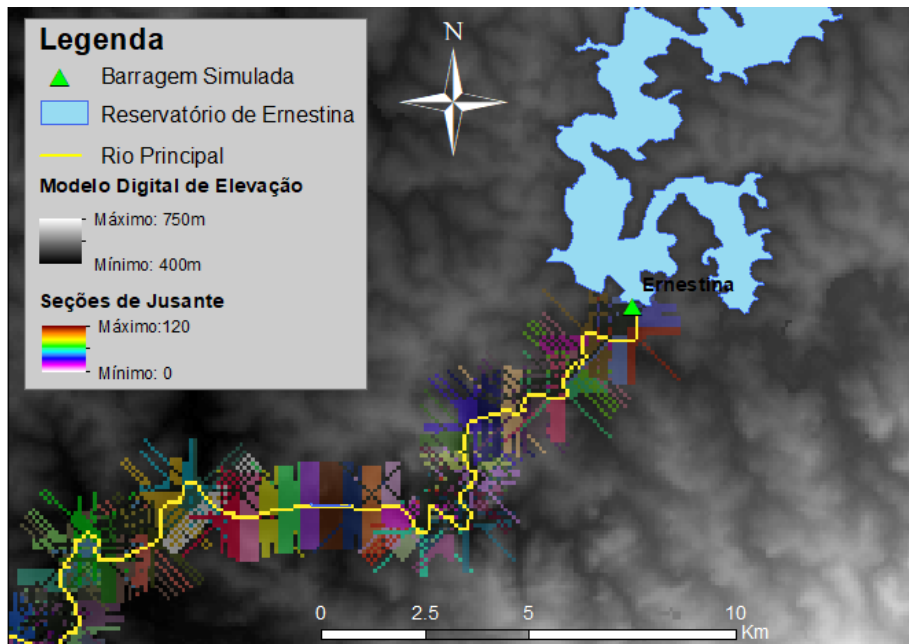 Legenda
Barragem Simulada
Reservatório de Ernestina
Rio Principal
Modelo Digital de Elevação
Máximo: 750m
Mínimo: 400m
Seções de Jusante
Máximo:120
Mínimo: 0
N
Ernestina
0 2.5 5 10
Km